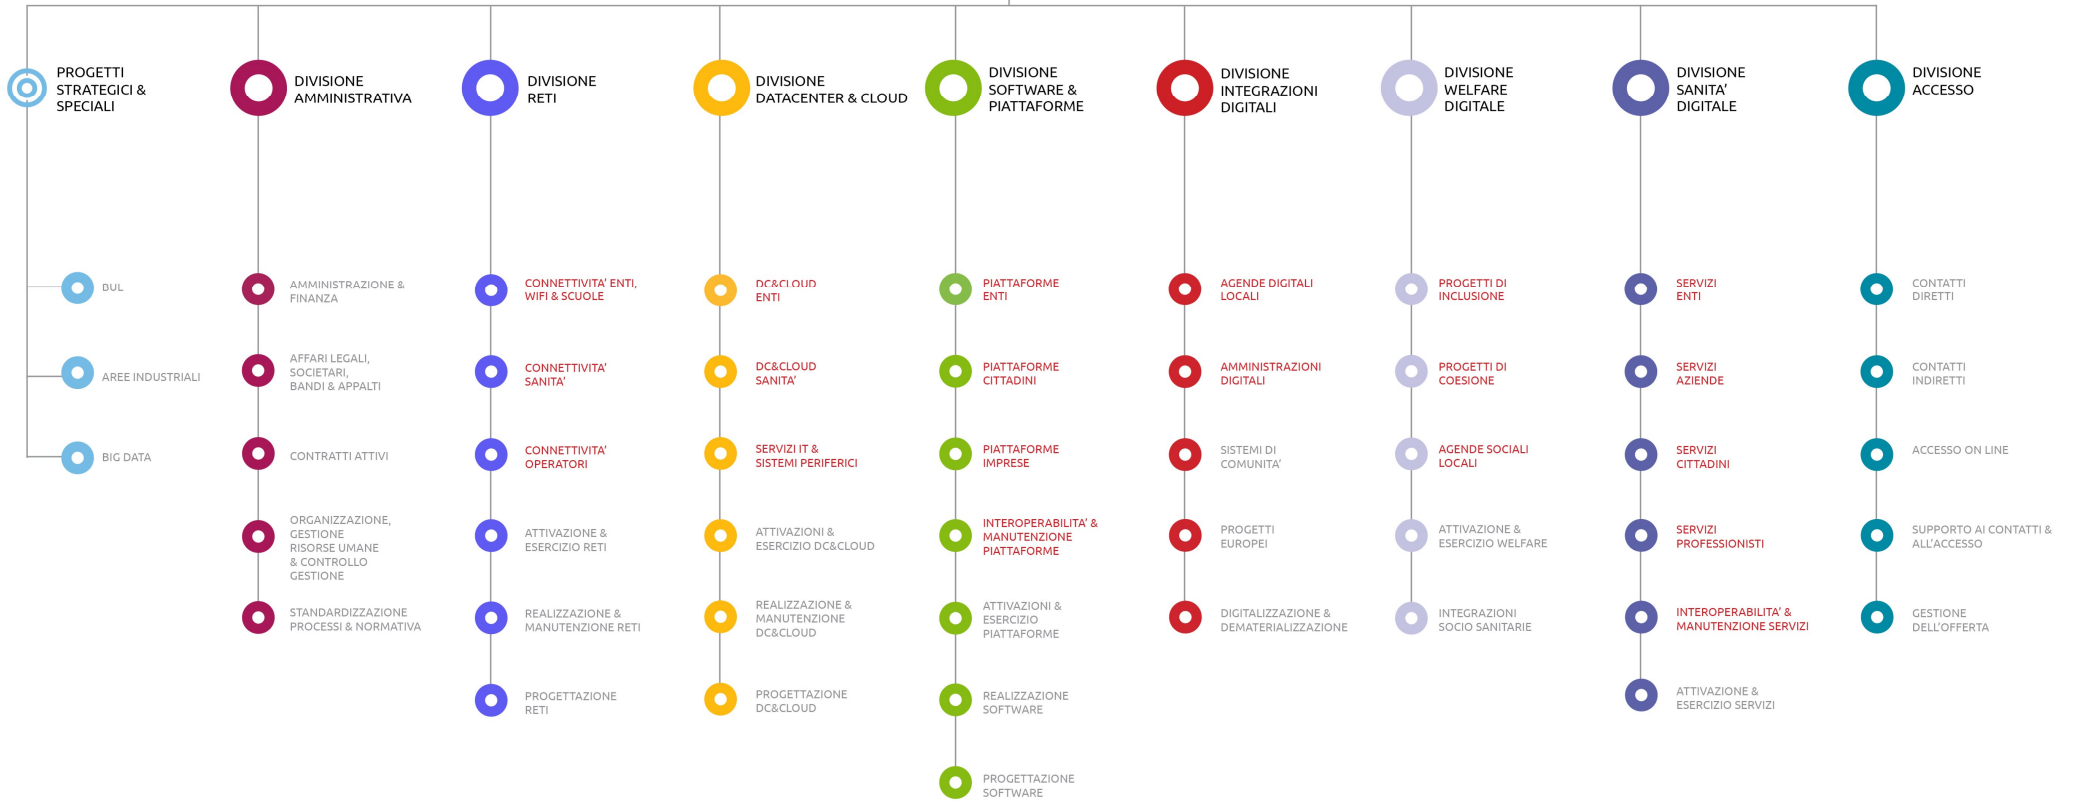 PROGETTI
STRATEGICI &
SPECIALI
BUL
AREE INDUSTRIALI
BIG DATA
DIVISIONE
AMMINISTRATIVA
AMMINISTRAZIONE &
FINANZA
AFFARI LEGALI,
SOCIETARI,
BANDI & APPALTI
CONTRATTI ATTIVI
ORGANIZZAZIONE,
GESTIONE
RISORSE UMANE
& CONTROLLO
GESTIONE
STANDARDIZZAZIONE
PROCESSI & NORMATIVA
DIVISIONE
RETI
CONNETTIVITA' ENTI,
WIFI & SCUOLE
CONNETTIVITA'
SANITA'
CONNETTIVITA'
OPERATORI
ATTIVAZIONE &
ESERCIZIO RETI
REALIZZAZIONE &
MANUTENZIONE RETI
PROGETTAZIONE
RETI
DIVISIONE
DATACENTER & CLOUD
DC&CLOUD
ENTI
DC&CLOUD
SANITA'
SERVIZI IT &
SISTEMI PERIFERICI
ATTIVAZIONI &
ESERCIZIO DC&CLOUD
REALIZZAZIONE &
MANUTENZIONE
DC&CLOUD
PROGETTAZIONE
DC&CLOUD
DIVISIONE
SOFTWARE &
PIATTAFORME
PIATTAFORME
ENTI
PIATTAFORME
CITTADINI
PIATTAFORME
IMPRESE
INTEROPERABILITA' &
MANUTENZIONE
PIATTAFORME
ATTIVAZIONI &
ESERCIZIO
PIATTAFORME
REALIZZAZIONE
SOFTWARE
PROGETTAZIONE
SOFTWARE
DIVISIONE
INTEGRAZIONI
DIGITALI
AGENDE DIGITALI
LOCALI
AMMINISTRAZIONI
DIGITALI
SISTEMI DI
COMUNITA'
PROGETTI
EUROPEI
DIGITALIZZAZIONE &
DEMATERIALIZZAZIONE
DIVISIONE
WELFARE
DIGITALE
PROGETTI DI
INCLUSIONE
PROGETTI DI
COESIONE
AGENDE SOCIALI
LOCALI
ATTIVAZIONE &
ESERCIZIO WELFARE
INTEGRAZIONI
SOCIO SANITARIE
DIVISIONE
SANITA'
DIGITALE
SERVIZI
ENTI
SERVIZI
AZIENDE
SERVIZI
CITTADINI
SERVIZI
PROFESSIONISTI
INTEROPERABILITA' &
MANUTENZIONE SERVIZI
ATTIVAZIONE &
ESERCIZIO SERVIZI
DIVISIONE
ACCESSO
CONTATTI
DIRETTI
CONTATTI
INDIRETTI
ACCESSO ON LINE
SUPPORTO AI CONTATTI &
ALL'ACCESSO
GESTIONE
DELL'OFFERTA